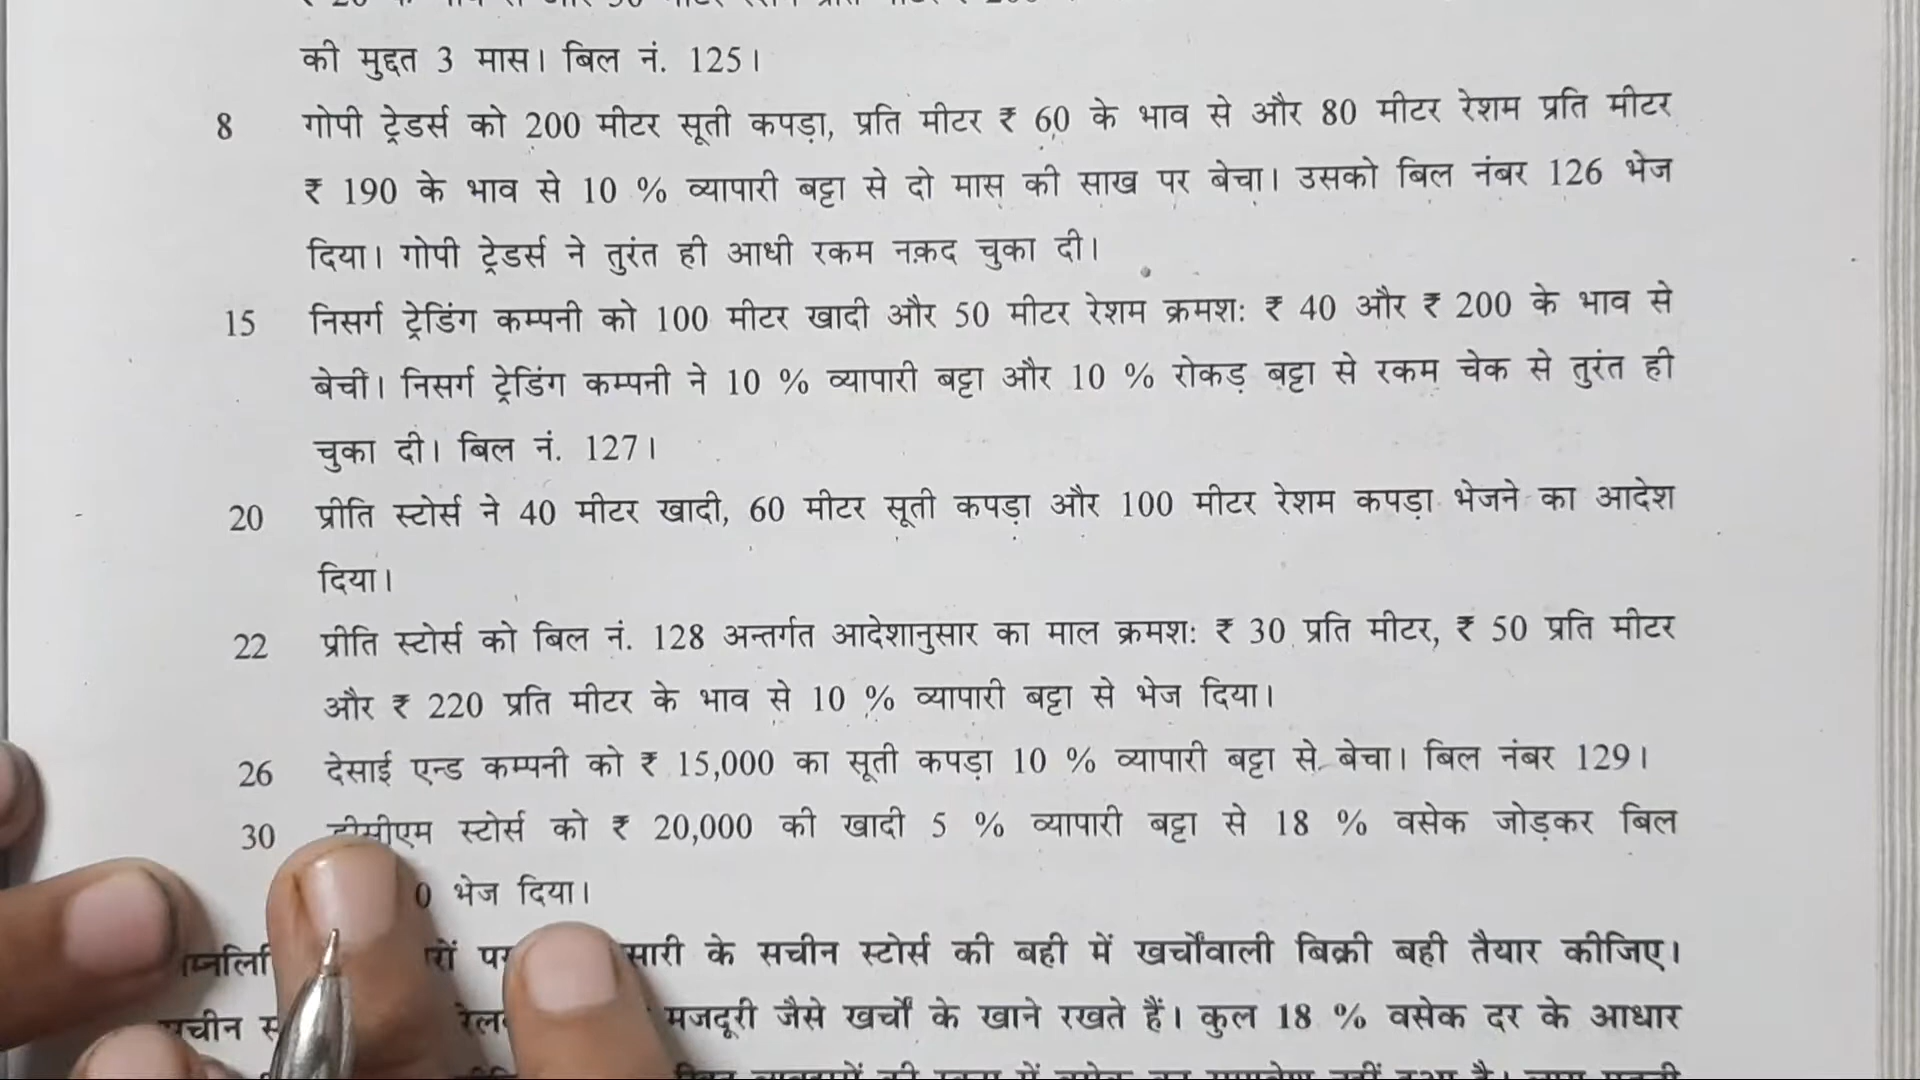 की मुद्दत 3 मास। बिल नं. 125।
8 गोपी ट्रेडर्स को 200 मीटर सूती कपड़ा, प्रति मीटर ₹ 60 के भाव से और 80 मीटर रेशम प्रति मीटर
₹ 190 के भाव से 10 % व्यापारी बट्टा से दो मास की साख पर बेचा। उसको बिल नंबर 126 भेज
दिया। गोपी ट्रेडर्स ने तुरंत ही आधी रकम नक़द चुका दी।
15 निसर्ग ट्रेडिंग कम्पनी को 100 मीटर खादी और 50 मीटर रेशम क्रमशः ₹ 40 और ₹ 200 के भाव से
बेची। निसर्ग ट्रेडिंग कम्पनी ने 10 % व्यापारी बट्टा और 10 % रोकड़ बट्टा से रकम चेक से तुरंत ही
चुका दी। बिल नं. 127।
20 प्रीति स्टोर्स ने 40 मीटर खादी, 60 मीटर सूती कपड़ा और 100 मीटर रेशम कपड़ा भेजने का आदेश
दिया।
22 प्रीति स्टोर्स को बिल नं. 128 अन्तर्गत आदेशानुसार का माल क्रमशः ₹ 30 प्रति मीटर, ₹ 50 प्रति मीटर
और ₹ 220 प्रति मीटर के भाव से 10 % व्यापारी बट्टा से भेज दिया।
26 देसाई एन्ड कम्पनी को ₹ 15,000 का सूती कपड़ा 10 % व्यापारी बट्टा से बेचा। बिल नंबर 129।
30 स्टोर्स को ₹ 20,000 की खादी 5 % व्यापारी बट्टा से 18 % वसेक जोड़कर बिल
भेज दिया।
के सचीन स्टोर्स की बही में खर्चोंवाली बिक्री बही तैयार कीजिए।
मजदूरी जैसे खर्चों के खाने रखते हैं। कुल 18 % वसेक दर के आधार